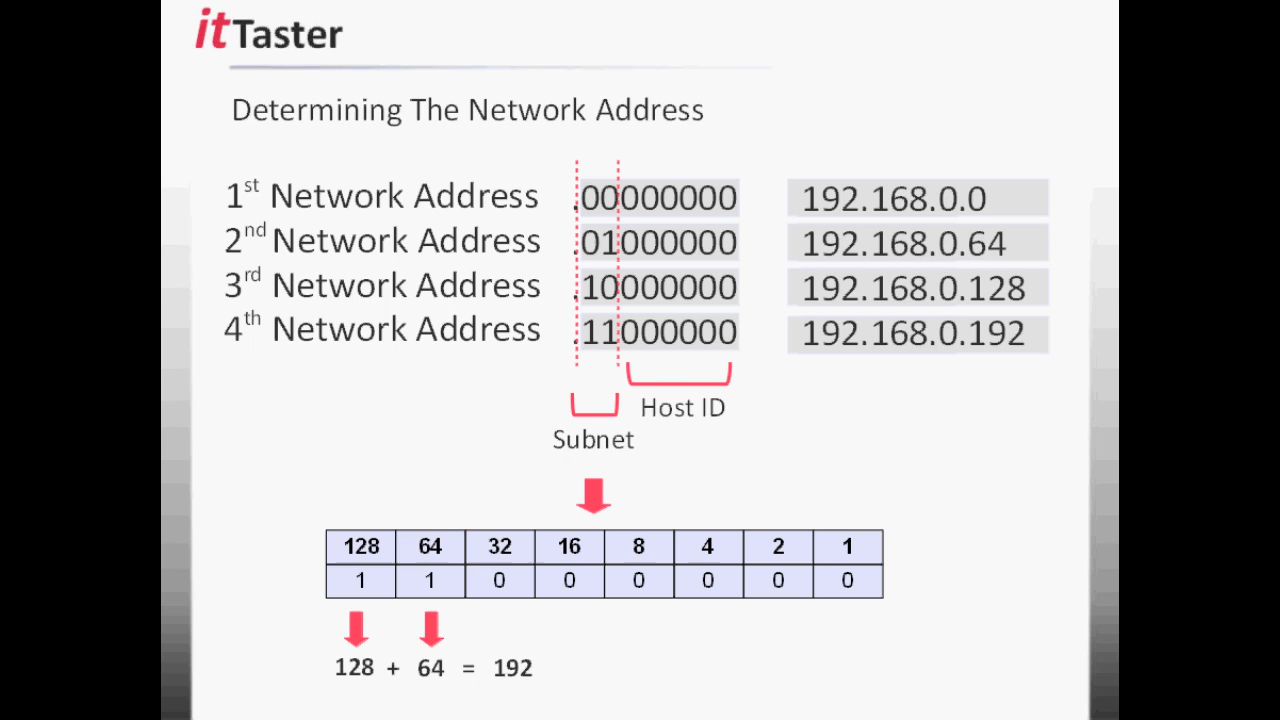 itTaster
Determining The Network Address
1st Network Address .00000000 192.168.0.0
2nd Network Address .01000000 192.168.0.64
3rd Network Address .10000000 192.168.0.128
4th Network Address .11000000 192.168.0.192
Host ID
Subnet
128 64 32 16 8 4 2 1
1 1 0 0 0 0 0 0
128 + 64 = 192